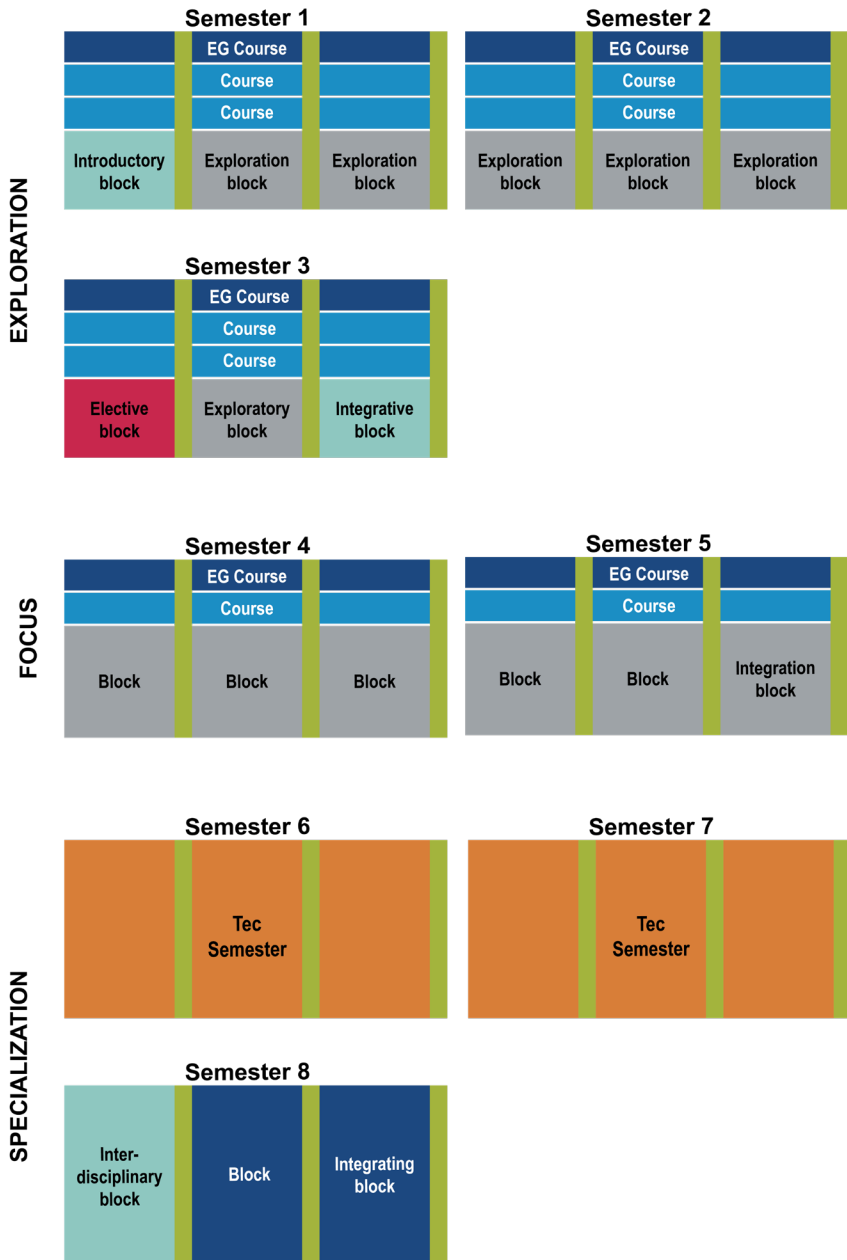 EXPLORATION
Semester 1
EG Course
Course
Course
Introductory
block
Exploration
block
Exploration
block
Semester 2
EG Course
Course
Course
Exploration
block
Exploration
block
Exploration
block
Semester 3
EG Course
Course
Course
Elective
block
Exploratory
block
Integrative
block
FOCUS
Semester 4
EG Course
Course
Block
Block
Block
Semester 5
EG Course
Course
Block
Block
Integration
block
SPECIALIZATION
Semester 6
Tec
Semester
Semester 7
Tec
Semester
Semester 8
Inter-
disciplinary
block
Block
Integrating
block